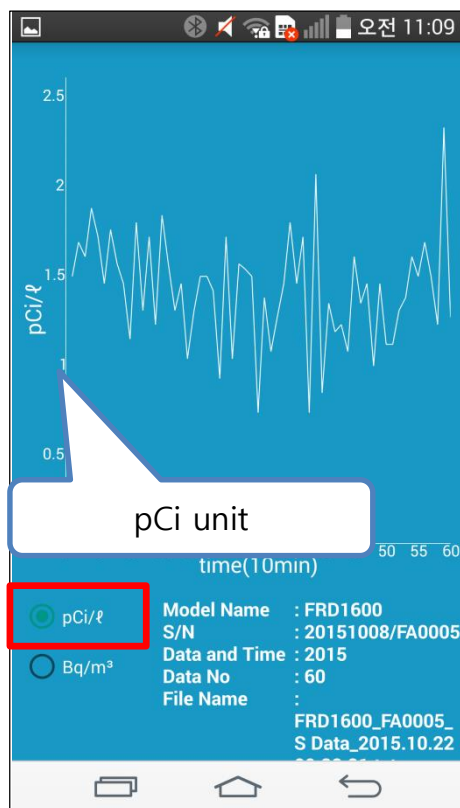 오전 11:09
2.5
2
1.5
1
0.5
pCi/ℓ
pCi unit
50 55 60
time(10min)
pCi/ℓ
Bq/m³
Model Name : FRD1600
S/N : 20151008/FA0005
Data and Time : 2015
Data No : 60
File Name :
FRD1600_FA0005_
S Data_2015.10.22